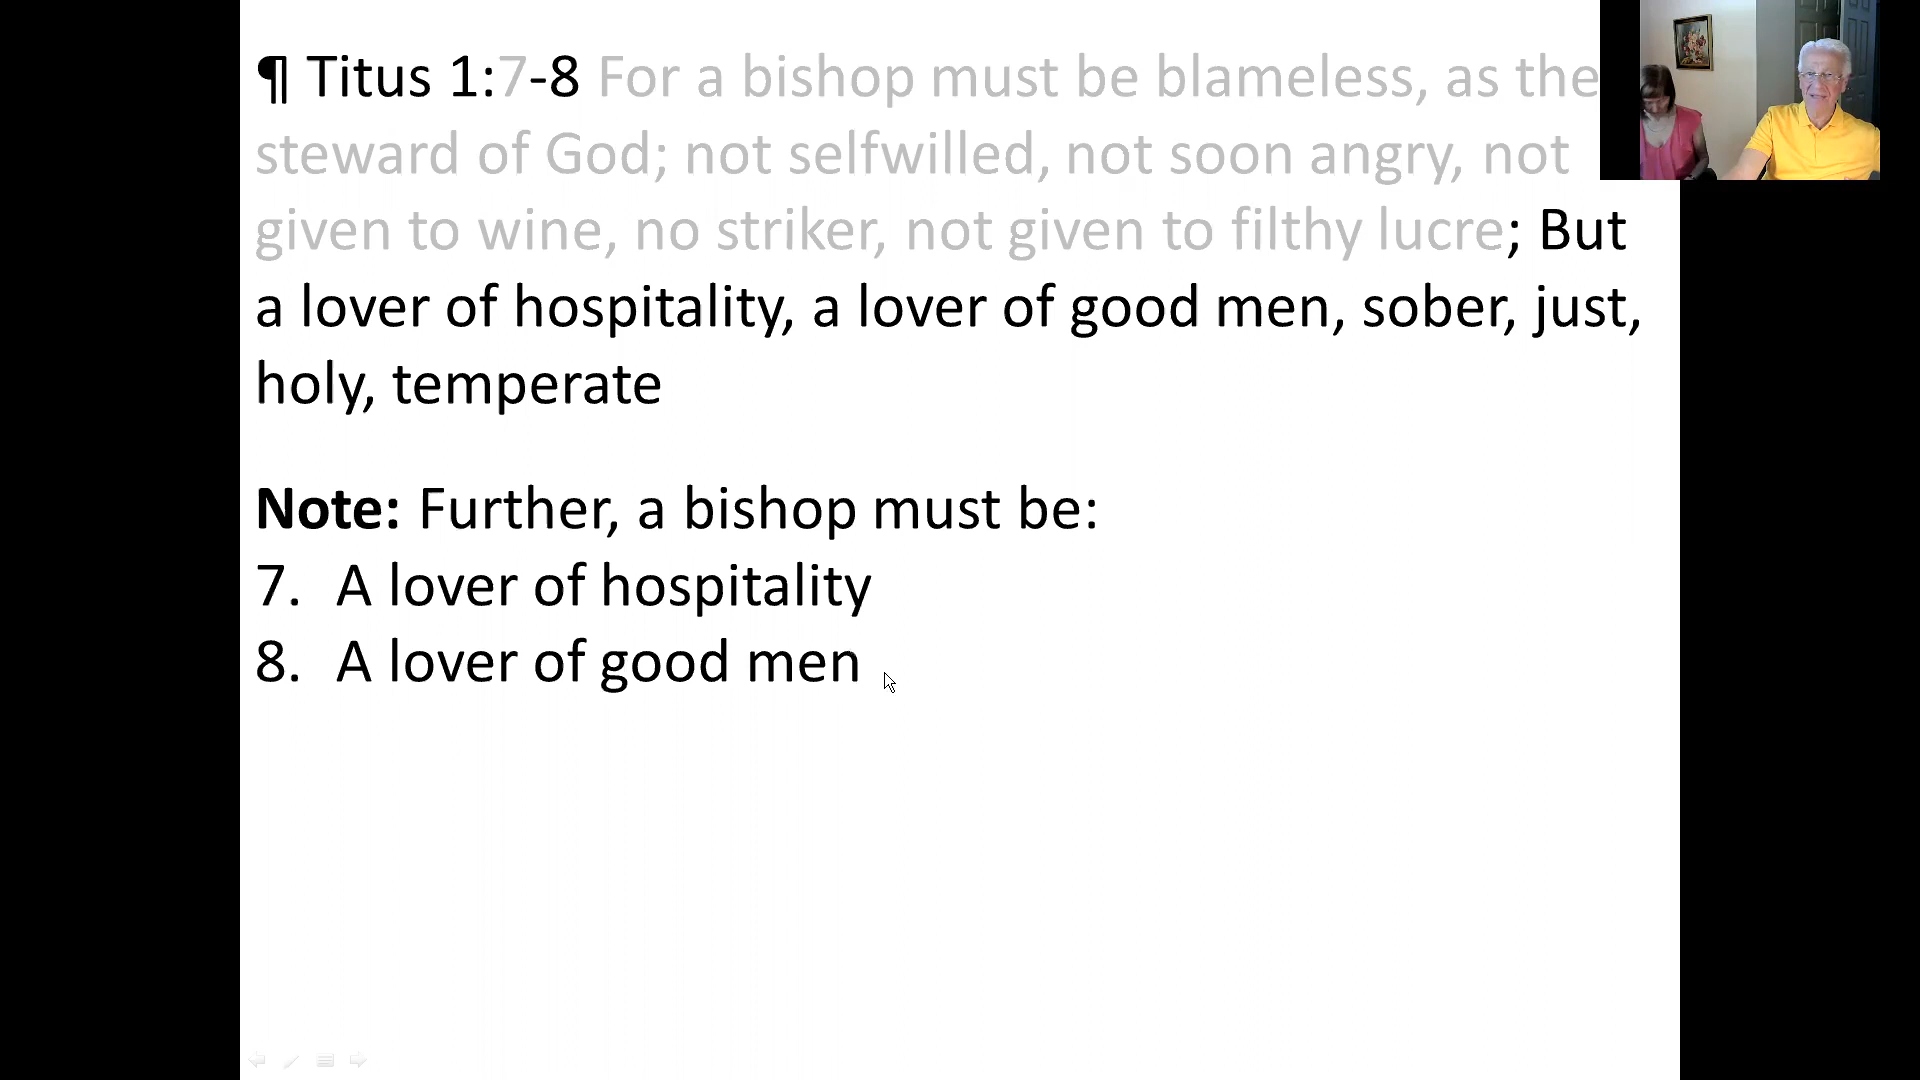 ¶ Titus 1:7-8 For a bishop must be blameless, as the
steward of God; not selfwilled, not soon angry, not
given to wine, no striker, not given to filthy lucre; But
a lover of hospitality, a lover of good men, sober, just,
holy, temperate
Note: Further, a bishop must be:
7. A lover of hospitality
8. A lover of good men